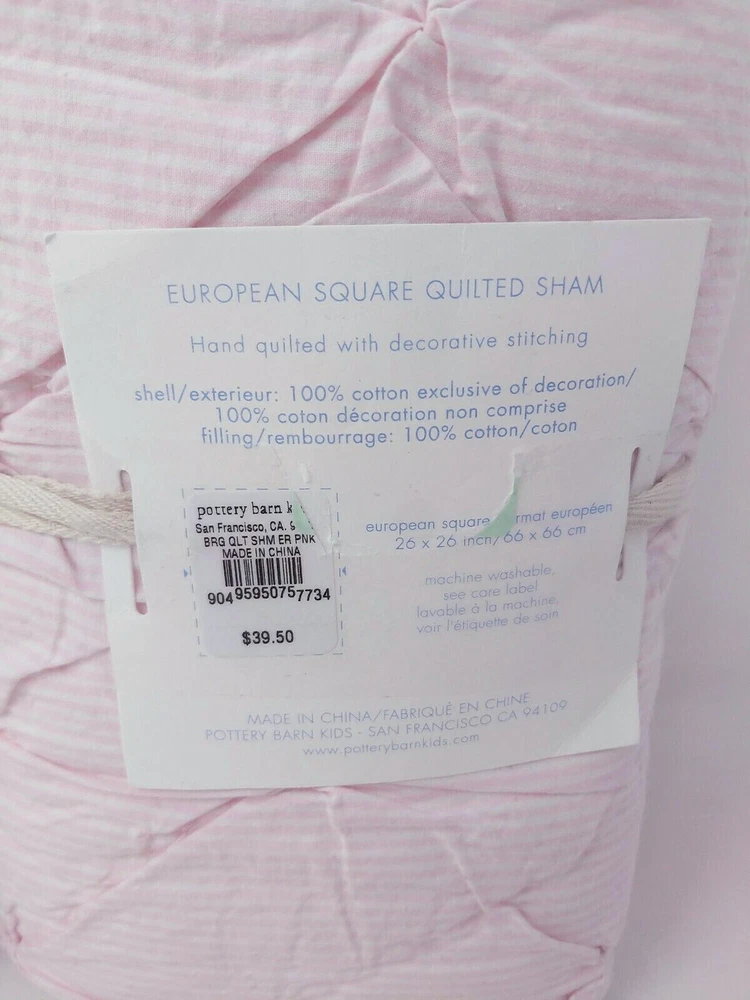 EUROPEAN SQUARE QUILTED SHAM
Hand quilted with decorative stitching
shell/exterieur: 100% cotton exclusive of decoration/
100% coton décoration non comprise
filling/rembourrage: 100% cotton/coton
pottery barn k
San Francisco, CA. 9
BRG QLT SHM ER PNK
MADE IN CHINA
9049595075 7734
$39.50
european square rmat européen
26 x 26 inch/66 x 66 cm
machine washable,
see care label
lavable à la machine,
voir l'étiquette de soin
MADE IN CHINA/FABRIQUÉ EN CHINE
POTTERY BARN KIDS - SAN FRANCISCO CA 94109
www.potterybarnkids.com